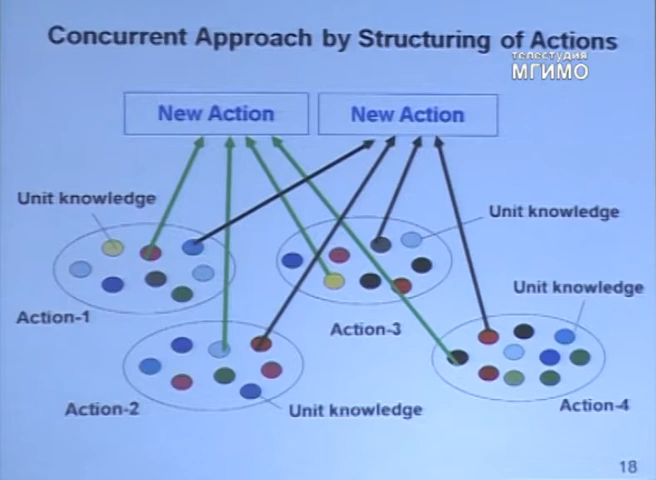 Concurrent Approach by Structuring of Actions
телестудия
МГИМО
New Action
New Action
Unit knowledge
Unit knowledge
Unit knowledge
Action-1
Action-3
Action-2
Unit knowledge
Action-4
18